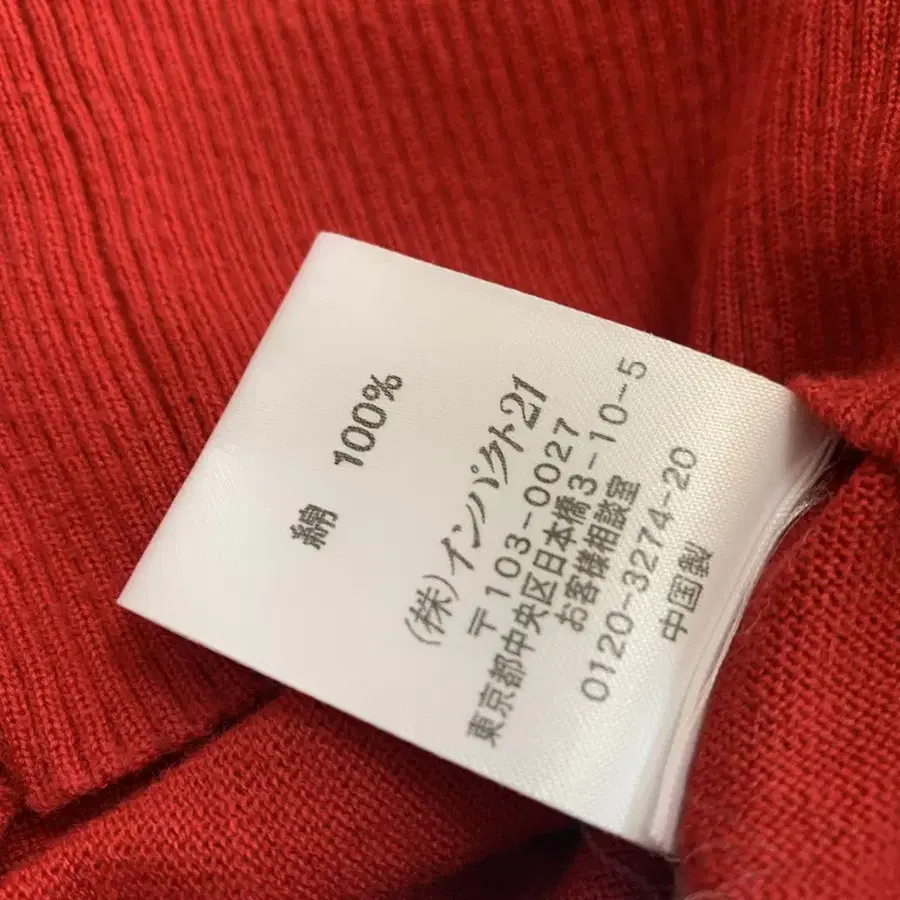 綿 100%
(株)インパクト21
〒103-0027
東京都中央区日本橋3-10-5
お客様相談室
0120-3274-20
中国製